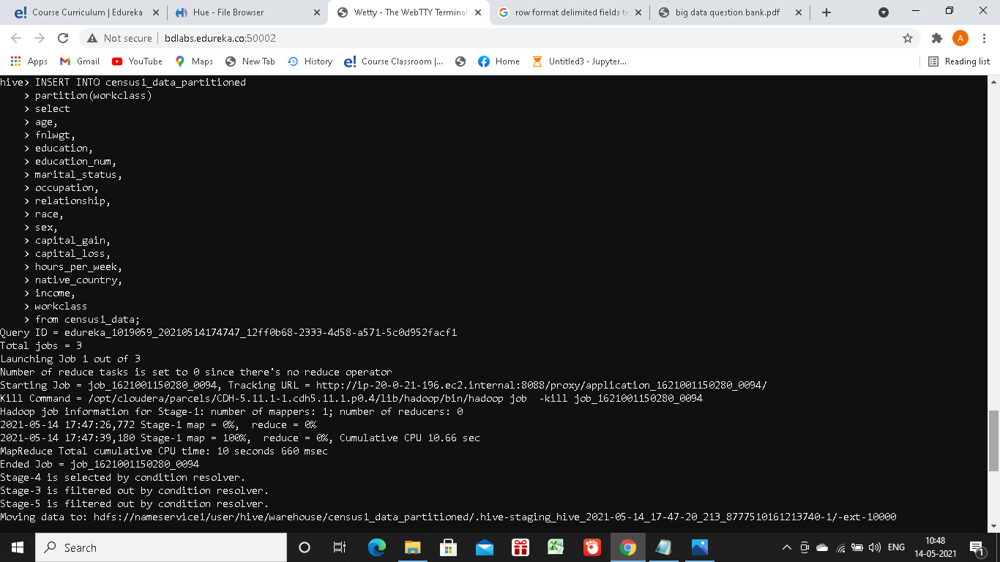 Course Curriculum | Edureka
Hue - File Browser
Wetty - The WebTTY Terminal
row format delimited fields te
big data question bank.pdf
Not secure
bdlabs.edureka.co:50002
A
Apps
Gmail
YouTube
Maps
New Tab
History
Course Classroom |...
Home
Untitled3 - Jupyter...
Reading list
hive> INSERT INTO census1_data_partitioned
> partition(workclass)
> select
> age,
> fnlwgt,
> education,
> education_num,
> marital_status,
> occupation,
> relationship,
> race,
> sex,
> capital_gain,
> capital_loss,
> hours_per_week,
> native_country,
> income,
> workclass
> from census1_data;
Query ID = edureka_1019059_20210514174747_12ff0b68-2333-4d58-a571-5c0d952facf1
Total jobs = 3
Launching Job 1 out of 3
Number of reduce tasks is set to 0 since there's no reduce operator
Starting Job = job_1621001150280_0094, Tracking URL = http://ip-20-0-21-196.ec2.internal:8088/proxy/application_1621001150280_0094/
Kill Command = /opt/cloudera/parcels/CDH-5.11.1-1.cdh5.11.1.p0.4/lib/hadoop/bin/hadoop job  -kill job_1621001150280_0094
Hadoop job information for Stage-1: number of mappers: 1; number of reducers: 0
2021-05-14 17:47:26,772 Stage-1 map = 0%,  reduce = 0%
2021-05-14 17:47:39,180 Stage-1 map = 100%,  reduce = 0%, Cumulative CPU 10.66 sec
MapReduce Total cumulative CPU time: 10 seconds 660 msec
Ended Job = job_1621001150280_0094
Stage-4 is selected by condition resolver.
Stage-3 is filtered out by condition resolver.
Stage-5 is filtered out by condition resolver.
Moving data to: hdfs://nameservice1/user/hive/warehouse/census1_data_partitioned/.hive-staging_hive_2021-05-14_17-47-20_213_8777510161213740-1/-ext-10000
Search
ENG
10:48
14-05-2021
1